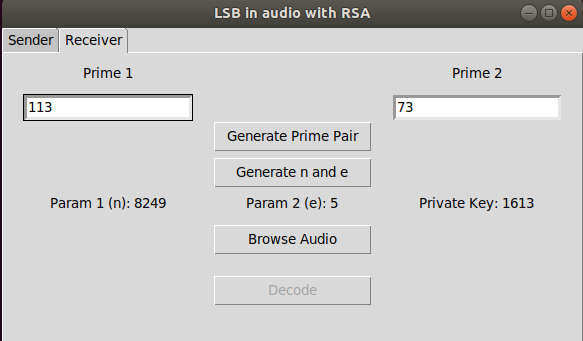 LSB in audio with RSA
Sender Receiver
Prime 1 Prime 2
113 73
Generate Prime Pair
Generate n and e
Param 1 (n): 8249 Param 2 (e): 5 Private Key: 1613
Browse Audio
Decode